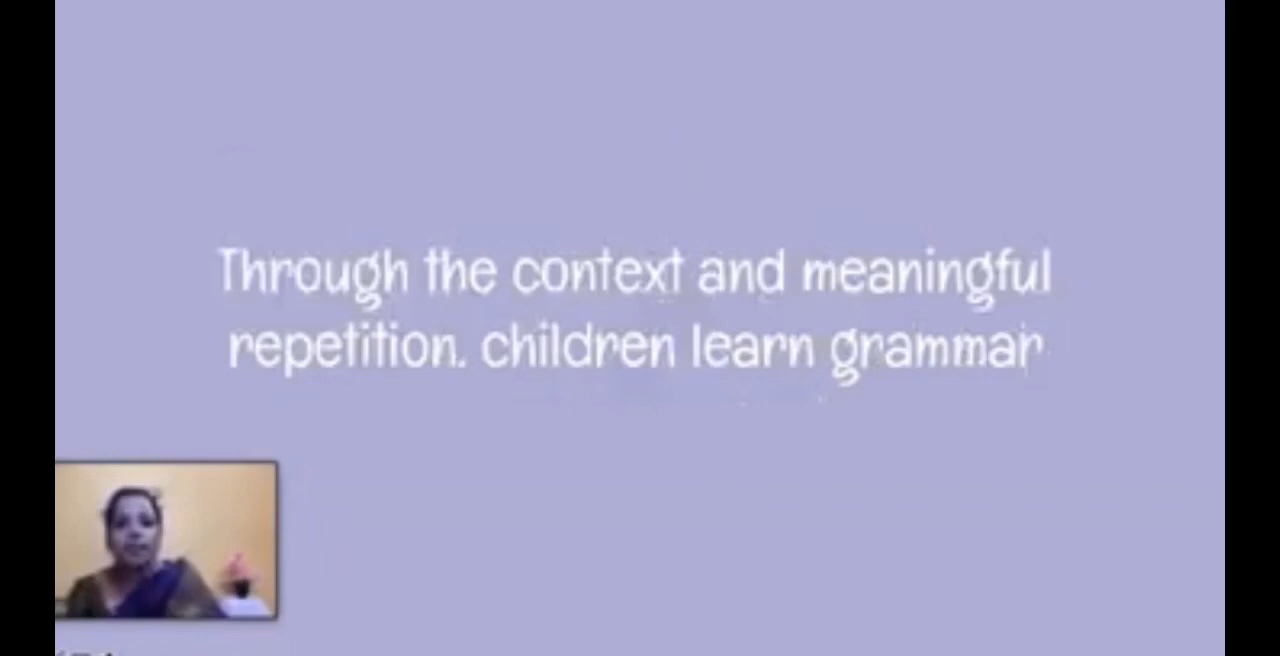 Through the context and meaningful
repetition. children learn grammar